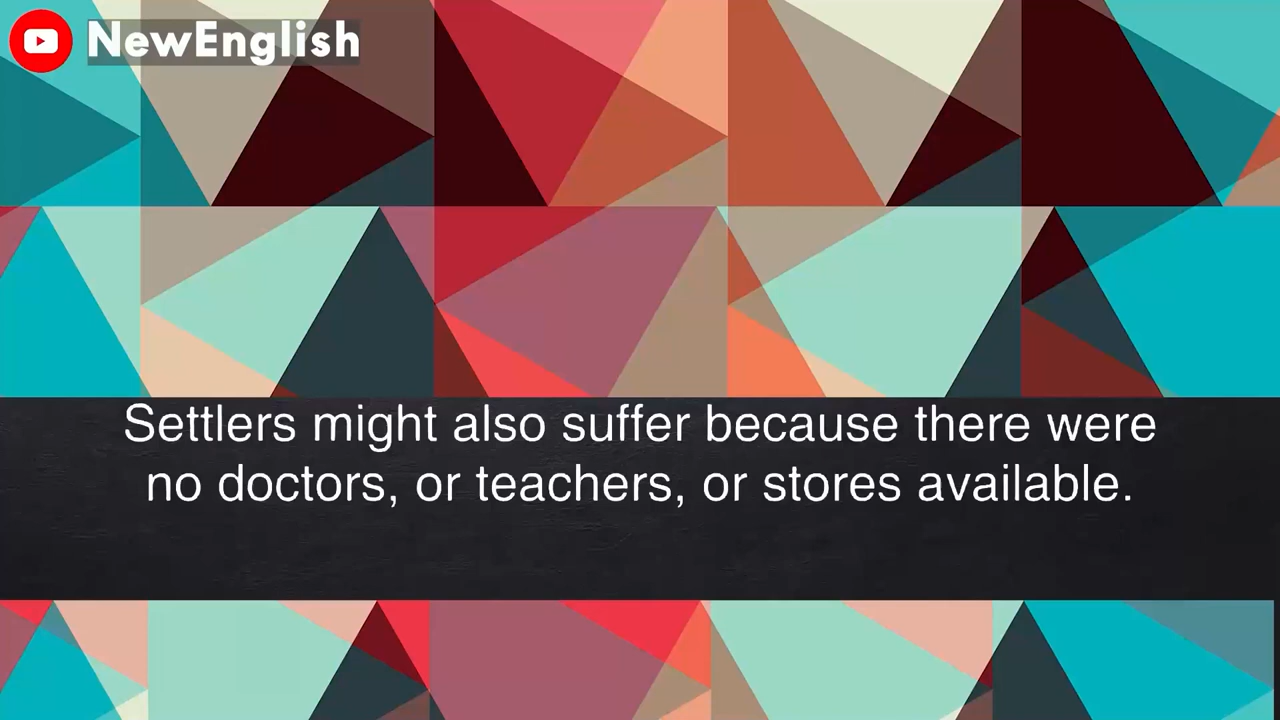 NewEnglish
Settlers might also suffer because there were
no doctors, or teachers, or stores available.